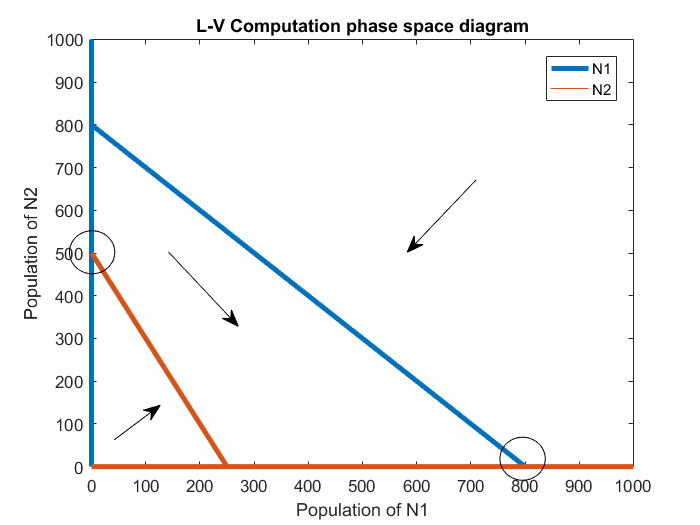 L-V Computation phase space diagram
1000
900
800
700
600
500
400
300
200
100
0
Population of N2
N1
N2
0 100 200 300 400 500 600 700 800 900 1000
Population of N1